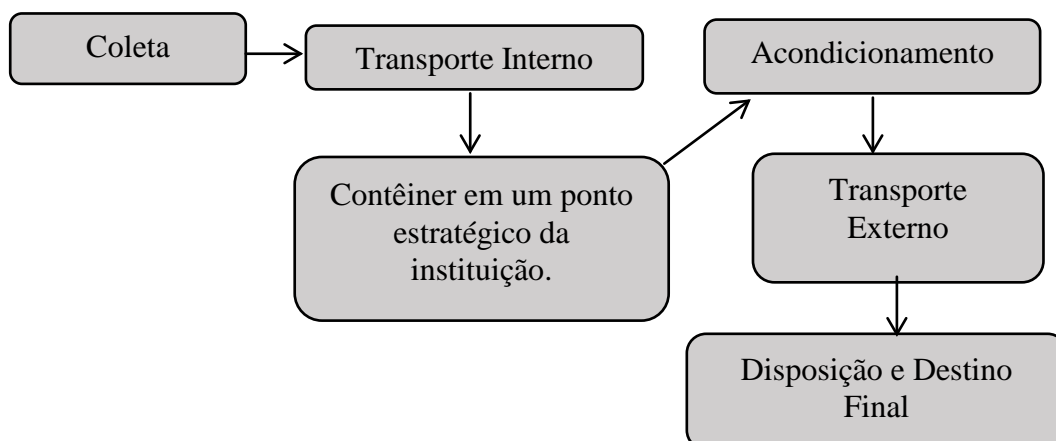 Coleta
Transporte Interno
Contêiner em um ponto
estratégico da
instituição.
Acondicionamento
Transporte
Externo
Disposição e Destino
Final